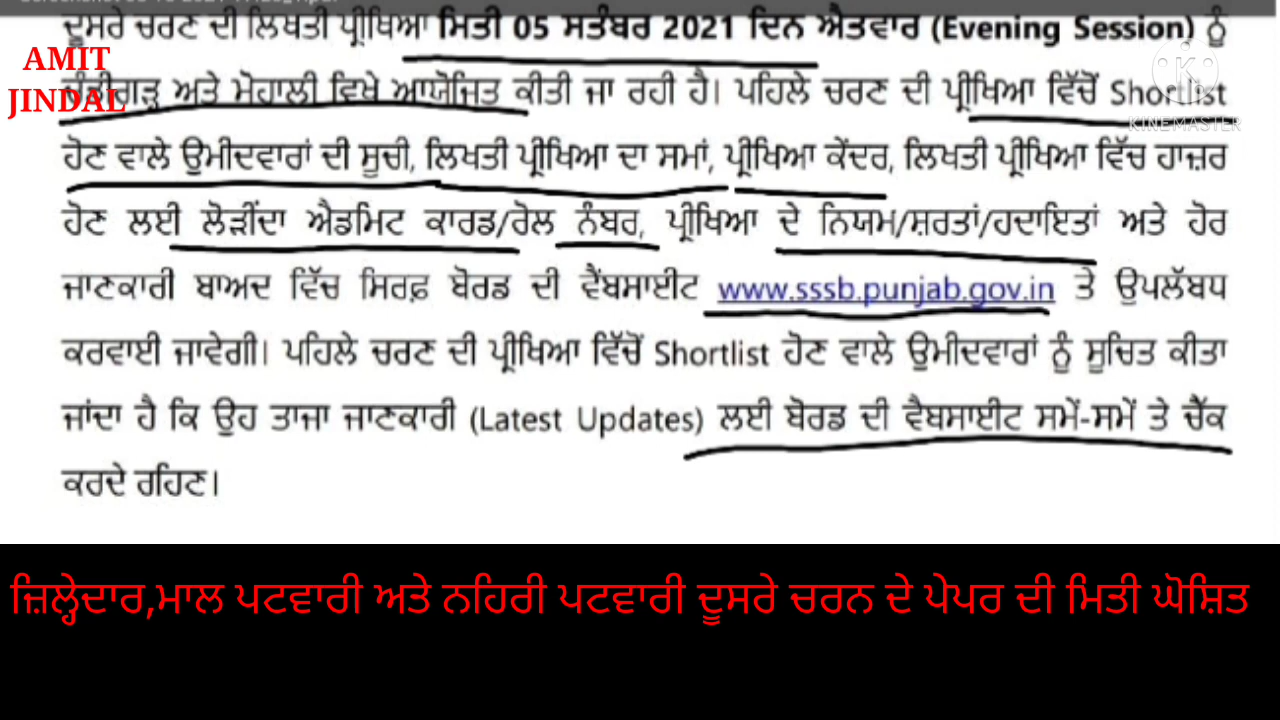 ਦੂਸਰੇ ਚਰਣ ਦੀ ਲਿਖਤੀ ਪ੍ਰੀਖਿਆ ਮਿਤੀ 05 ਸਤੰਬਰ 2021 ਦਿਨ ਐਤਵਾਰ (Evening Session) ਨੂੰ
AMIT
JINDAL
ਅਤੇ ਮੋਹਾਲੀ ਵਿਖੇ ਆਯੋਜਿਤ ਕੀਤੀ ਜਾ ਰਹੀ ਹੈ। ਪਹਿਲੇ ਚਰਣ ਦੀ ਪ੍ਰੀਖਿਆ ਵਿੱਚੋਂ Shortlist
KINEMASTER
ਹੋਣ ਵਾਲੇ ਉਮੀਦਵਾਰਾਂ ਦੀ ਸੂਚੀ, ਲਿਖਤੀ ਪ੍ਰੀਖਿਆ ਦਾ ਸਮਾਂ, ਪ੍ਰੀਖਿਆ ਕੇਂਦਰ, ਲਿਖਤੀ ਪ੍ਰੀਖਿਆ ਵਿੱਚ ਹਾਜ਼ਰ
ਹੋਣ ਲਈ ਲੋੜੀਂਦਾ ਐਡਮਿਟ ਕਾਰਡ/ਰੋਲ ਨੰਬਰ, ਪ੍ਰੀਖਿਆ ਦੇ ਨਿਯਮ/ਸ਼ਰਤਾਂ/ਹਦਾਇਤਾਂ ਅਤੇ ਹੋਰ
ਜਾਣਕਾਰੀ ਬਾਅਦ ਵਿੱਚ ਸਿਰਫ਼ ਬੋਰਡ ਦੀ ਵੈੱਬਸਾਈਟ www.sssb.punjab.gov.in ਤੇ ਉਪਲੱਬਧ
ਕਰਵਾਈ ਜਾਵੇਗੀ। ਪਹਿਲੇ ਚਰਣ ਦੀ ਪ੍ਰੀਖਿਆ ਵਿੱਚੋਂ Shortlist ਹੋਣ ਵਾਲੇ ਉਮੀਦਵਾਰਾਂ ਨੂੰ ਸੂਚਿਤ ਕੀਤਾ
ਜਾਂਦਾ ਹੈ ਕਿ ਉਹ ਤਾਜਾ ਜਾਣਕਾਰੀ (Latest Updates) ਲਈ ਬੋਰਡ ਦੀ ਵੈਬਸਾਈਟ ਸਮੇਂ-ਸਮੇਂ ਤੇ ਚੈੱਕ
ਕਰਦੇ ਰਹਿਣ।
ਜ਼ਿਲ੍ਹੇਦਾਰ,ਮਾਲ ਪਟਵਾਰੀ ਅਤੇ ਨਹਿਰੀ ਪਟਵਾਰੀ ਦੂਸਰੇ ਚਰਨ ਦੇ ਪੇਪਰ ਦੀ ਮਿਤੀ ਘੋਸ਼ਿਤ